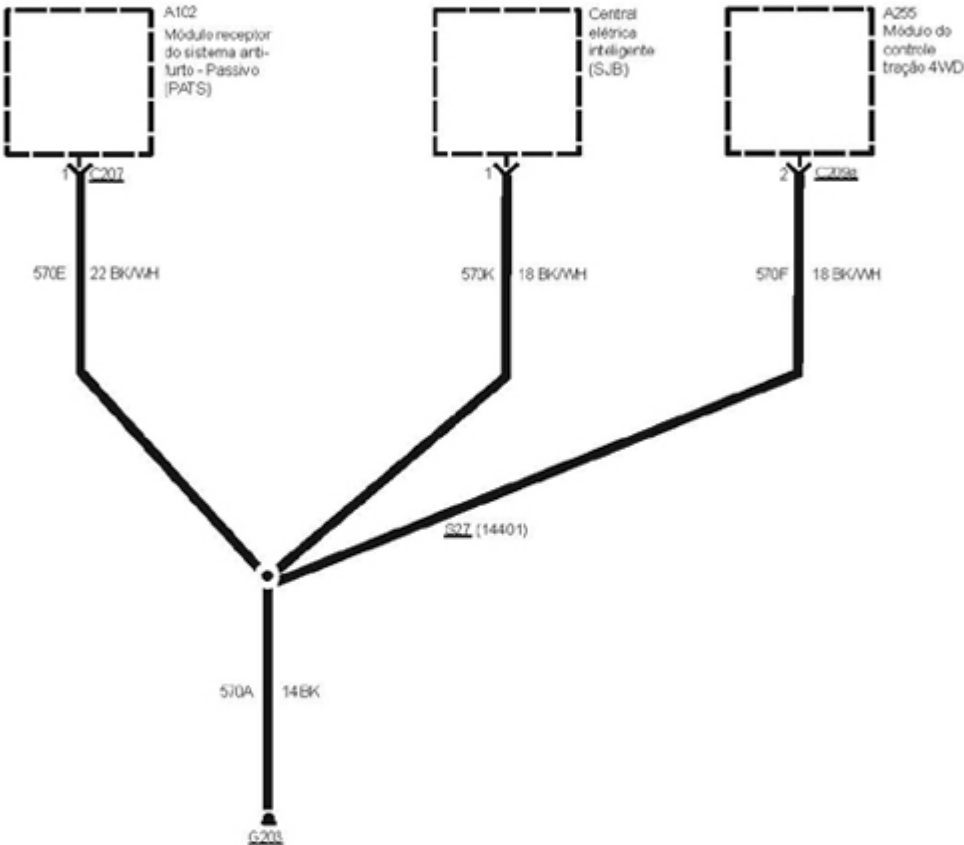 A102
Módulo receptor
do sistema anti-
furto - Passivo
(PATS)
Central
elétrica
inteligente
(SJB)
A255
Módulo do
controle
tração 4WD
1 C207
1
2 C209a
570E 22 BK/WH
570K 18 BK/WH
570F 18 BK/WH
S27 (14401)
570A 14 BK
G203